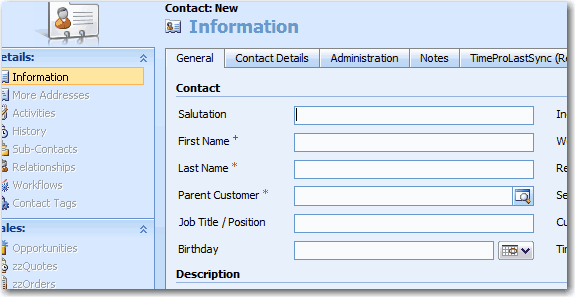 Contact: New
Information
etails:
Information
More Addresses
Activities
History
Sub-Contacts
Relationships
Workflows
Contact Tags
ales:
Opportunities
zzQuotes
zzOrders
General Contact Details Administration Notes TimeProLastSync (Re
Contact
Salutation In
First Name + W
Last Name * Re
Parent Customer * Se
Job Title / Position Cu
Birthday Tir
Description